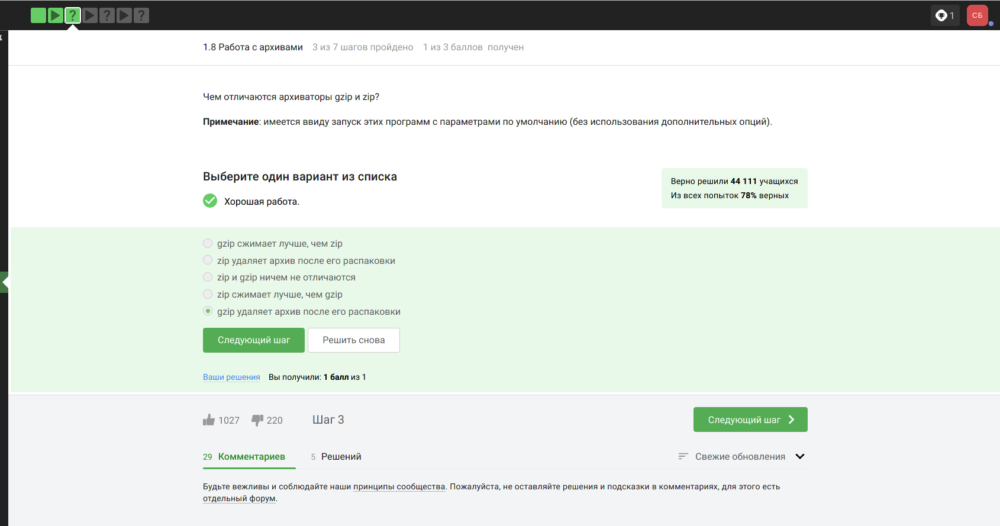 ? ? ?
1
СБ
1.8 Работа с архивами 3 из 7 шагов пройдено 1 из 3 баллов получен
Чем отличаются архиваторы gzip и zip?
Примечание: имеется ввиду запуск этих программ с параметрами по умолчанию (без использования дополнительных опций).
Выберите один вариант из списка
Хорошая работа.
Верно решили 44 111 учащихся
Из всех попыток 78% верных
gzip сжимает лучше, чем zip
zip удаляет архив после его распаковки
zip и gzip ничем не отличаются
zip сжимает лучше, чем gzip
gzip удаляет архив после его распаковки
Следующий шаг Решить снова
Ваши решения Вы получили: 1 балл из 1
1027 220 Шаг 3 Следующий шаг
29 Комментариев 5 Решений Свежие обновления
Будьте вежливы и соблюдайте наши принципы сообщества. Пожалуйста, не оставляйте решения и подсказки в комментариях, для этого есть
отдельный форум.